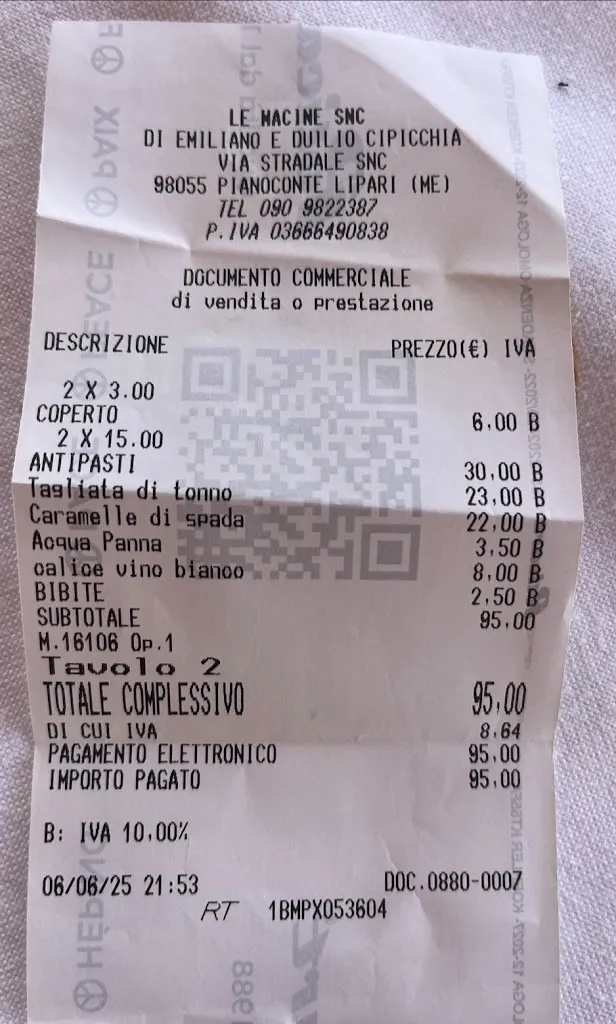 LE MACINE SNC
DI EMILIANO E DUILIO CIPICCHIA
VIA STRADALE SNC
98055 PIANOCONTE LIPARI (ME)
TEL 090 9822387
P.IVA 03666490838
DOCUMENTO COMMERCIALE
di vendita o prestazione
DESCRIZIONE PREZZO(€) IVA
2 X 3.00
COPERTO 6,00 B
2 X 15.00
ANTIPASTI 30,00 B
Tagliata di tonno 23,00 B
Caramelle di spada 22,00 B
Acqua Panna 3,50 B
calice vino bianco 8,00 B
BIBITE 2,50 B
SUBTOTALE 95,00
M.16106 Op.1
Tavolo 2
TOTALE COMPLESSIVO 95,00
DI CUI IVA 8,64
PAGAMENTO ELETTRONICO 95,00
IMPORTO PAGATO 95,00
B: IVA 10,00%
06/06/25 21:53 DOC.0880-0007
RT 1BMPX053604